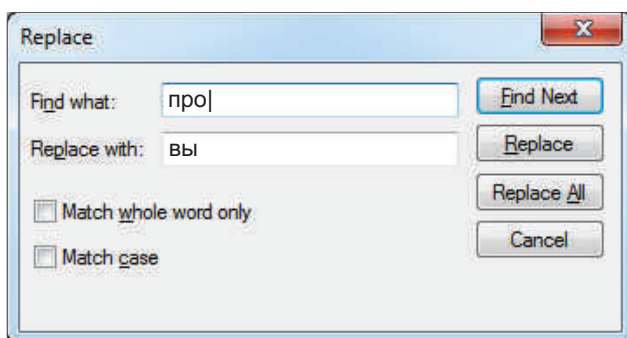 Replace
Find what: про
Find Next
Replace with: вы
Replace
Match whole word only
Replace All
Match case
Cancel